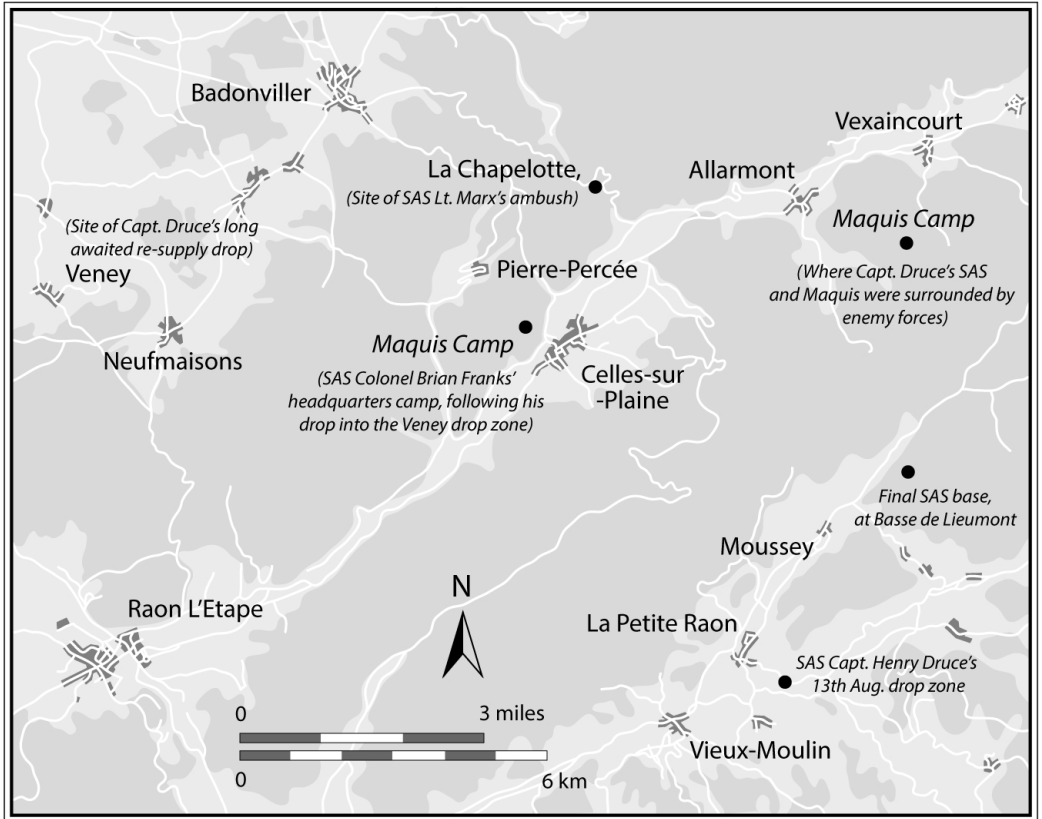 Badonviller
Vexaincourt
La Chapelotte,
(Site of SAS Lt. Marx’s ambush)
Allarmont
Maquis Camp
(Where Capt. Druce’s SAS
and Maquis were surrounded by
enemy forces)
(Site of Capt. Druce’s long
awaited re-supply drop)
Veney
Pierre-Percée
Neufmaisons
Maquis Camp
(SAS Colonel Brian Franks’
headquarters camp, following his
drop into the Veney drop zone)
Celles-sur
-Plaine
Final SAS base,
at Basse de Lieumont
Moussey
Raon L’Etape
N
La Petite Raon
SAS Capt. Henry Druce’s
13th Aug. drop zone
Vieux-Moulin
0
3 miles
0
6 km